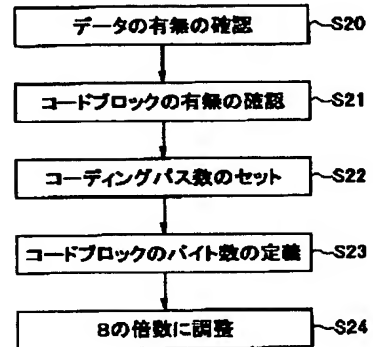 データの有無の確認 ~S20
コードブロックの有無の確認 ~S21
コーディングパス数のセット ~S22
コードブロックのバイト数の定義 ~S23
8の倍数に調整 ~S24